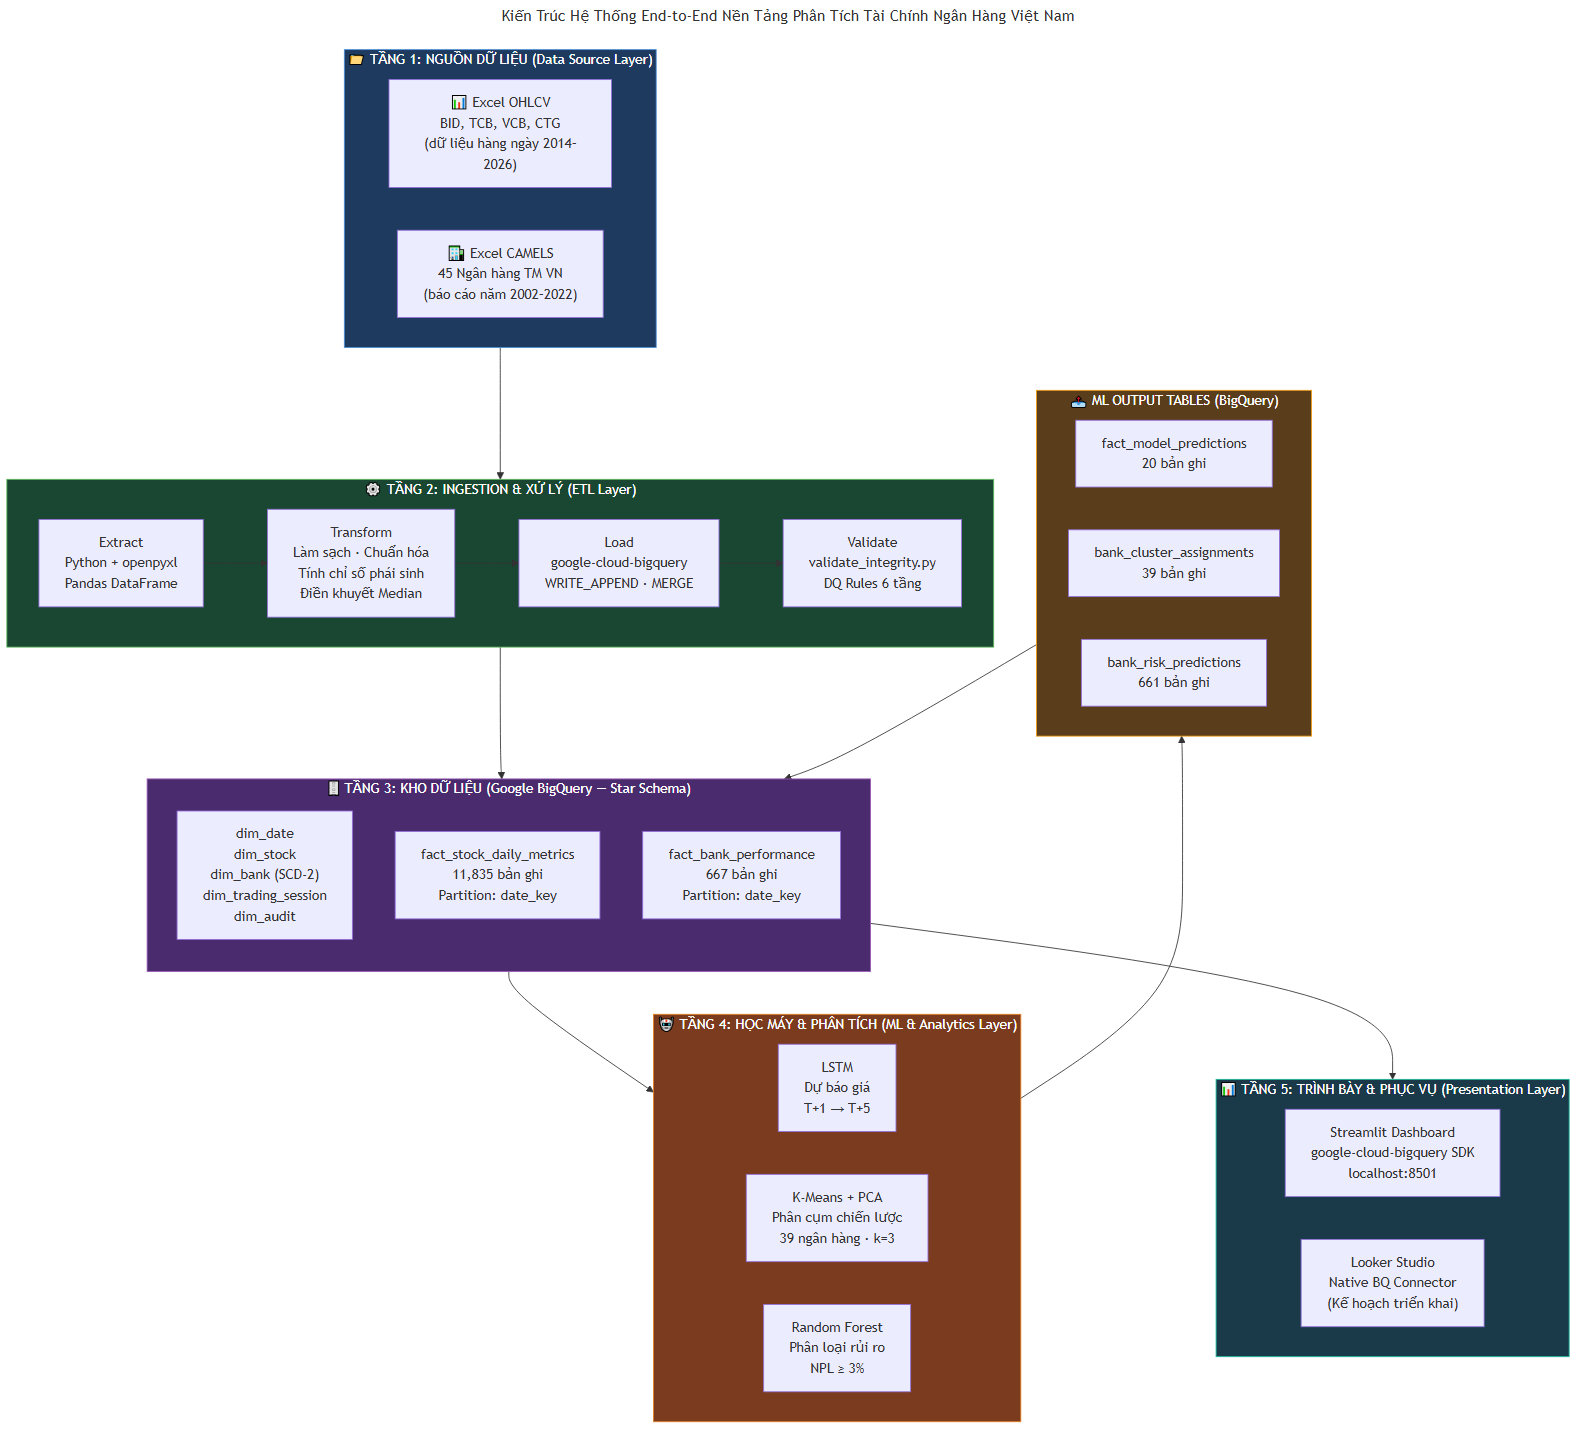 Kiến Trúc Hệ Thống End-to-End Nền Tảng Phân Tích Tài Chính Ngân Hàng Việt Nam
TẦNG 1: NGUỒN DỮ LIỆU (Data Source Layer)
Excel OHLCV
BID, TCB, VCB, CTG
(dữ liệu hàng ngày 2014-
2026)
Excel CAMELS
45 Ngân hàng TM VN
(báo cáo năm 2002-2022)
TẦNG 2: INGESTION & XỬ LÝ (ETL Layer)
Extract
Python + openpyxl
Pandas DataFrame
Transform
Làm sạch · Chuẩn hóa
Tính chỉ số phái sinh
Điền khuyết Median
Load
google-cloud-bigquery
WRITE_APPEND · MERGE
Validate
validate_integrity.py
DQ Rules 6 tầng
ML OUTPUT TABLES (BigQuery)
fact_model_predictions
20 bản ghi
bank_cluster_assignments
39 bản ghi
bank_risk_predictions
661 bản ghi
TẦNG 3: KHO DỮ LIỆU (Google BigQuery — Star Schema)
dim_date
dim_stock
dim_bank (SCD-2)
dim_trading_session
dim_audit
fact_stock_daily_metrics
11,835 bản ghi
Partition: date_key
fact_bank_performance
667 bản ghi
Partition: date_key
TẦNG 4: HỌC MÁY & PHÂN TÍCH (ML & Analytics Layer)
LSTM
Dự báo giá
T+1 → T+5
K-Means + PCA
Phân cụm chiến lược
39 ngân hàng · k=3
Random Forest
Phân loại rủi ro
NPL ≥ 3%
TẦNG 5: TRÌNH BÀY & PHỤC VỤ (Presentation Layer)
Streamlit Dashboard
google-cloud-bigquery SDK
localhost:8501
Looker Studio
Native BQ Connector
(Kế hoạch triển khai)